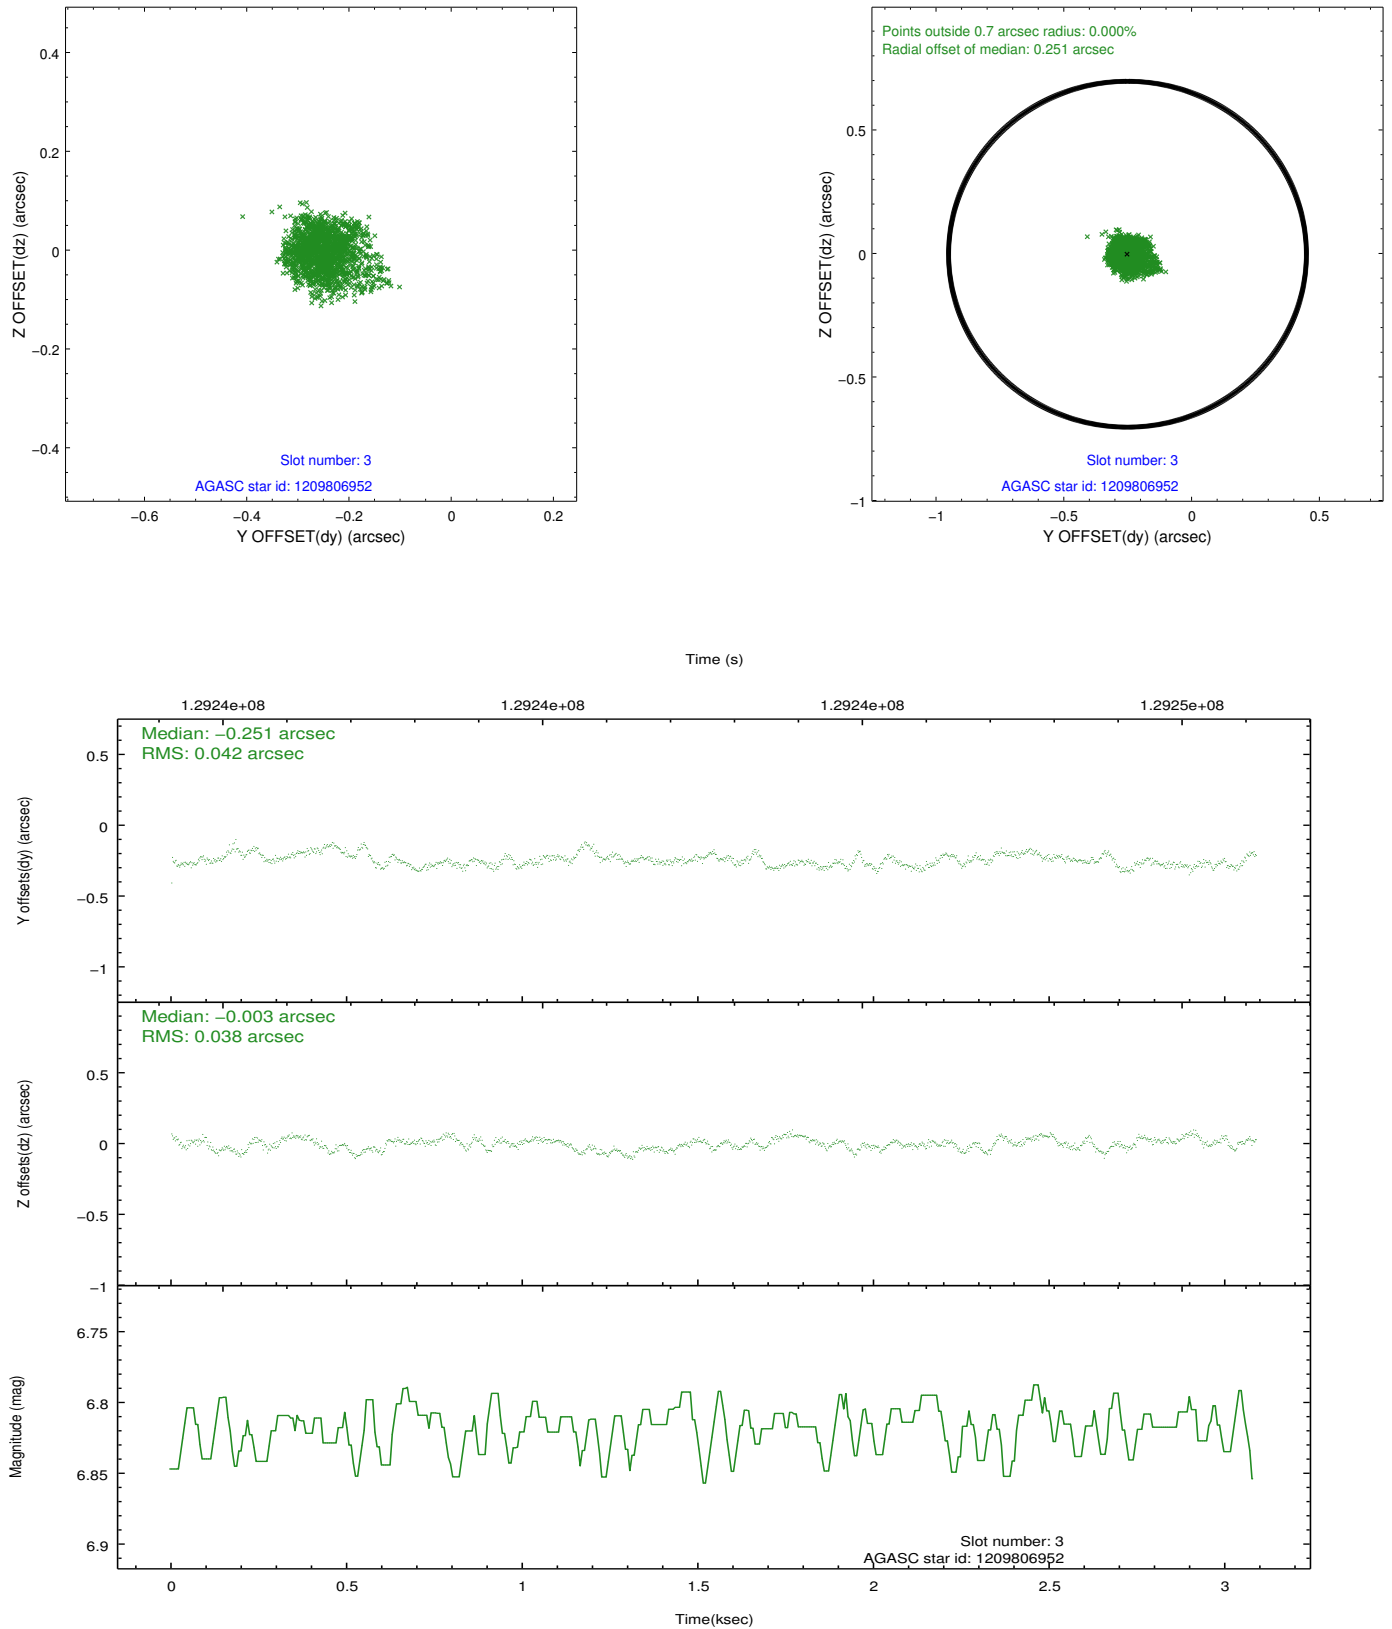 0.4
0.2
0
−0.2
−0.4
Z OFFSET(dz) (arcsec)
Slot number: 3
AGASC star id: 1209806952
−0.6 −0.4 −0.2 0 0.2
Y OFFSET(dy) (arcsec)
Points outside 0.7 arcsec radius: 0.000%
Radial offset of median: 0.251 arcsec
0.5
0
−0.5
−1
Z OFFSET(dz) (arcsec)
Slot number: 3
AGASC star id: 1209806952
−1 −0.5 0 0.5
Y OFFSET(dy) (arcsec)
Time (s)
1.2924e+08 1.2924e+08 1.2924e+08 1.2925e+08
Median: −0.251 arcsec
RMS: 0.042 arcsec
0.5
0
−0.5
−1
Y offsets(dy) (arcsec)
Median: −0.003 arcsec
RMS: 0.038 arcsec
0.5
0
−0.5
−1
Z offsets(dz) (arcsec)
6.75
6.8
6.85
6.9
Magnitude (mag)
Slot number: 3
AGASC star id: 1209806952
0 0.5 1 1.5 2 2.5 3
Time(ksec)